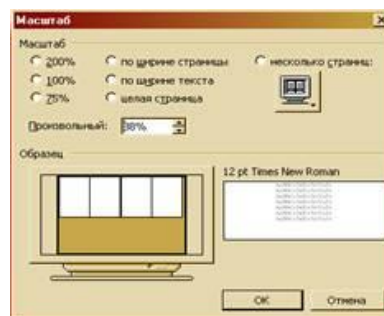 Масштаб
Масштаб
200%
по ширине страницы
несколько страниц:
100%
по ширине текста
75%
целая страница
Произвольный:
38%
Образец
12 pt Times New Roman
ОК
Отмена